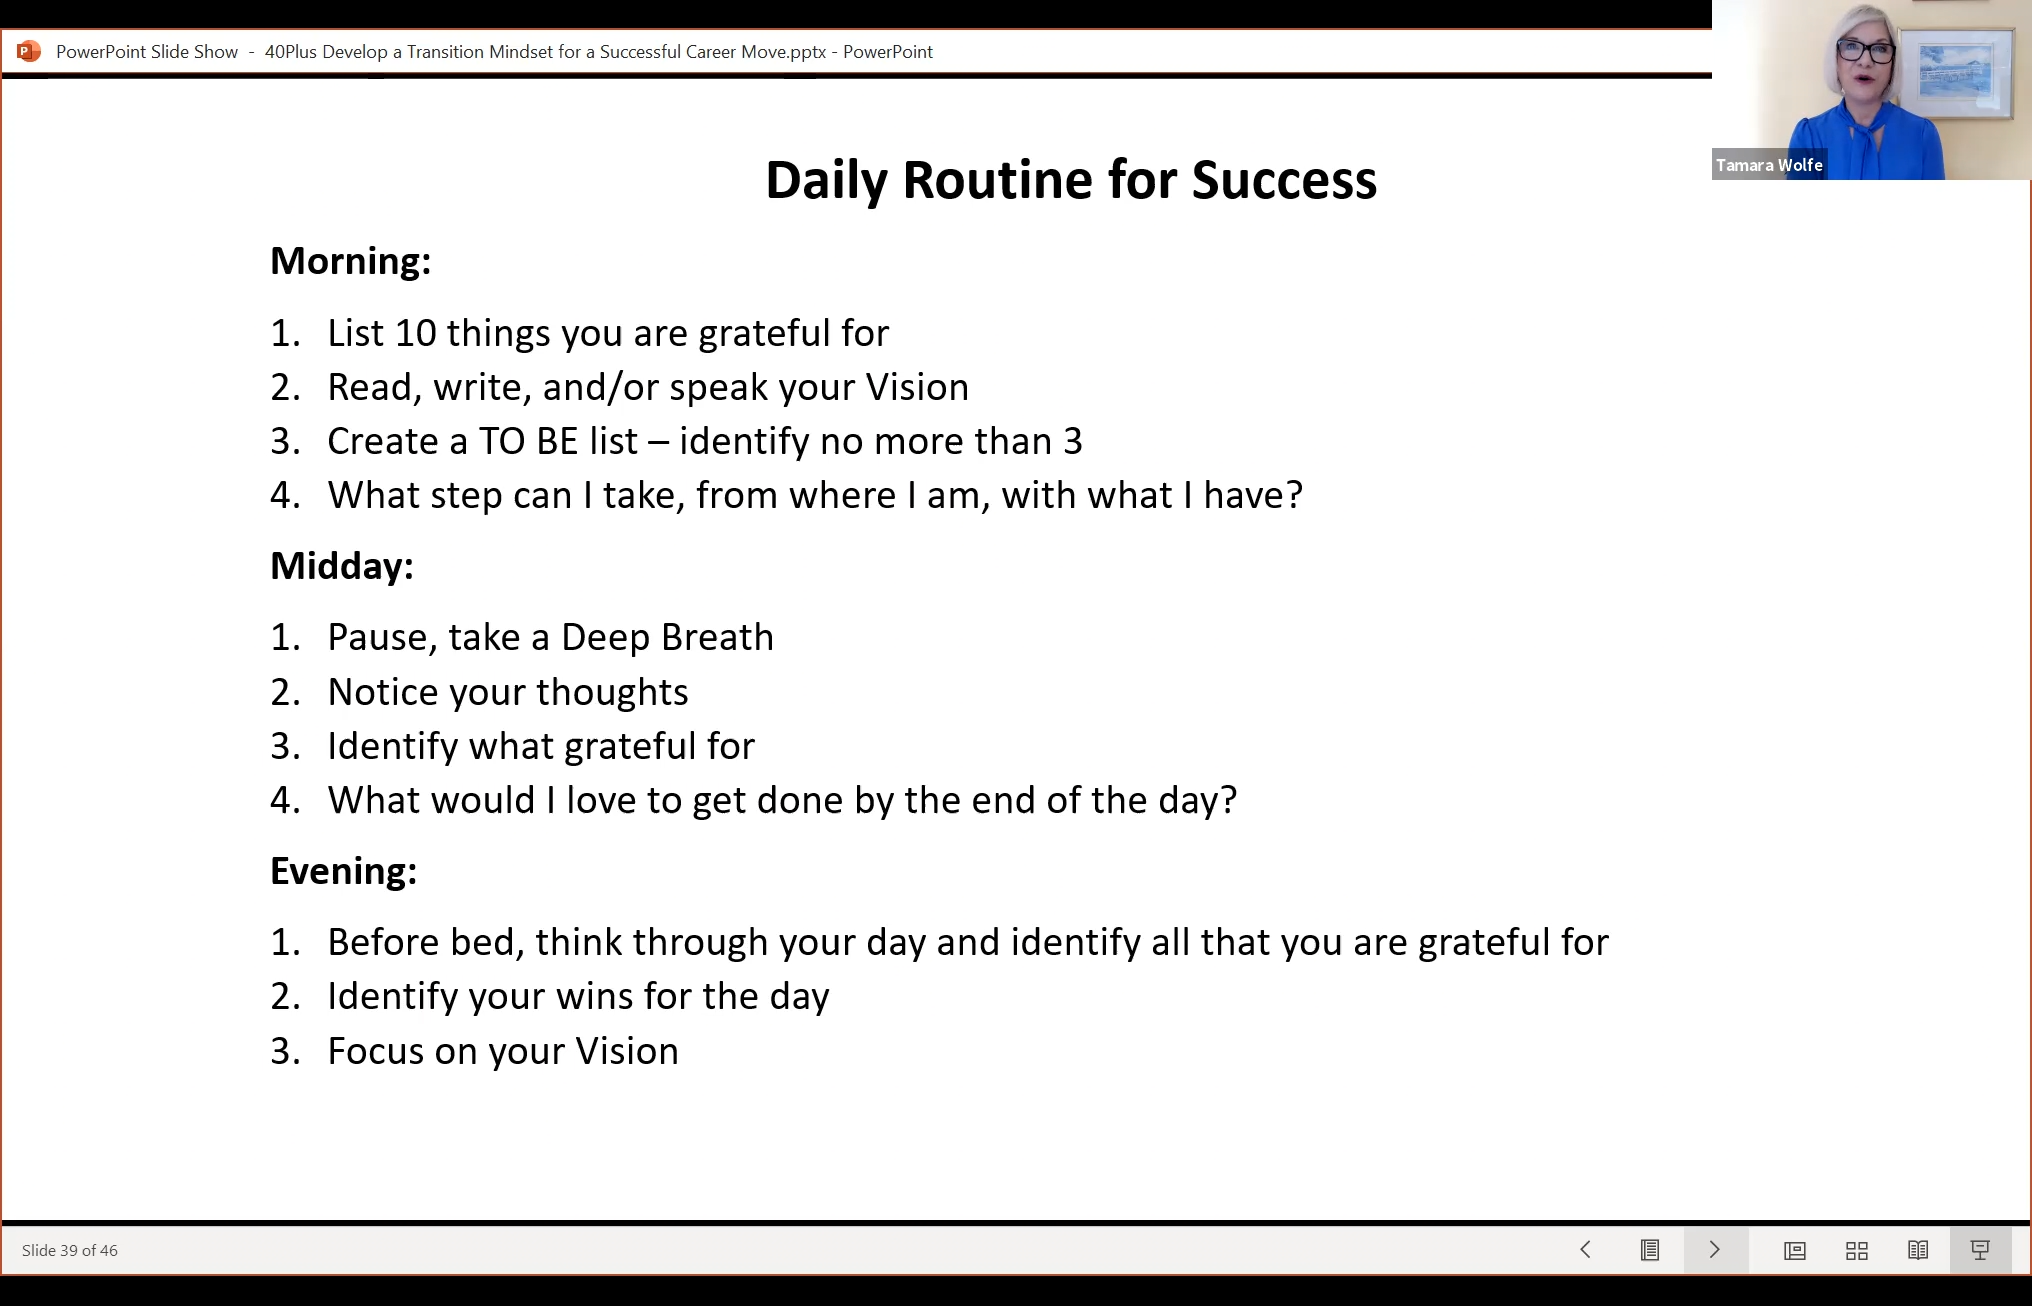 PowerPoint Slide Show - 40Plus Develop a Transition Mindset for a Successful Career Move.pptx - PowerPoint
Tamara Wolfe
Daily Routine for Success
Morning:
1. List 10 things you are grateful for
2. Read, write, and/or speak your Vision
3. Create a TO BE list – identify no more than 3
4. What step can I take, from where I am, with what I have?
Midday:
1. Pause, take a Deep Breath
2. Notice your thoughts
3. Identify what grateful for
4. What would I love to get done by the end of the day?
Evening:
1. Before bed, think through your day and identify all that you are grateful for
2. Identify your wins for the day
3. Focus on your Vision
Slide 39 of 46